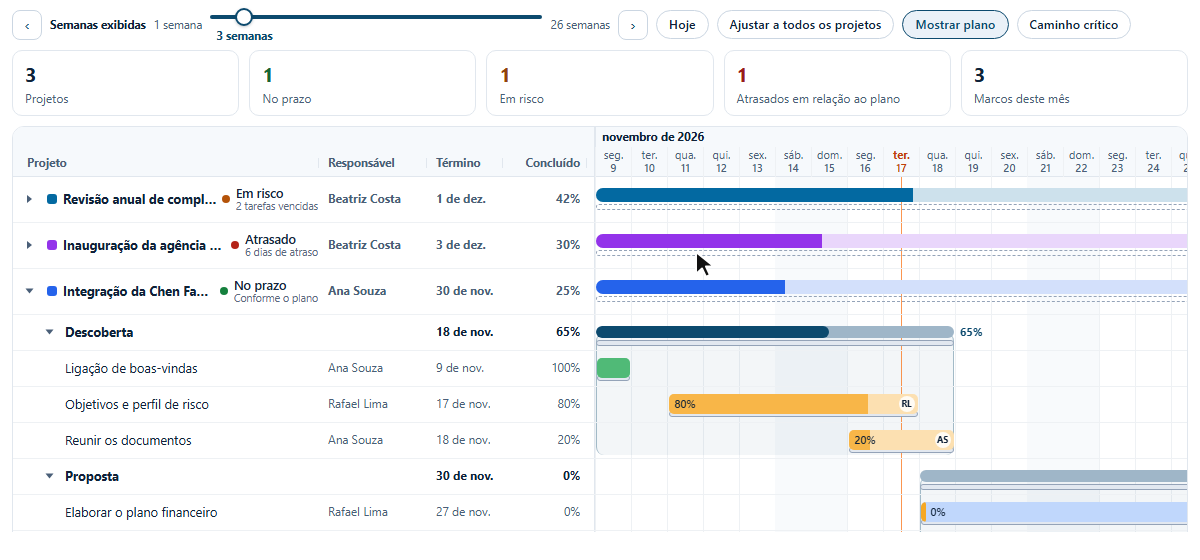 ‹ Semanas exibidas 1 semana 26 semanas › Hoje Ajustar a todos os projetos Mostrar plano Caminho crítico
3 semanas
3 1 1 1 3
Projetos No prazo Em risco Atrasados em relação ao plano Marcos deste mês
novembro de 2026
Projeto Responsável Término Concluído
seg. ter. qua. qui. sex. sáb. dom. seg. ter. qua. qui. sex. sáb. dom. seg. ter.
9 10 11 12 13 14 15 16 17 18 19 20 21 22 23 24
Revisão anual de compl... Em risco Beatriz Costa 1 de dez. 42%
2 tarefas vencidas
Inauguração da agência ... Atrasado Beatriz Costa 3 de dez. 30%
6 dias de atraso
Integração da Chen Fa... No prazo Ana Souza 30 de nov. 25%
Conforme o plano
Descoberta 18 de nov. 65% 65%
Ligação de boas-vindas Ana Souza 9 de nov. 100%
Objetivos e perfil de risco Rafael Lima 17 de nov. 80% 80% RL
Reunir os documentos Ana Souza 18 de nov. 20% 20% AS
Proposta 30 de nov. 0%
Elaborar o plano financeiro Rafael Lima 27 de nov. 0% 0%